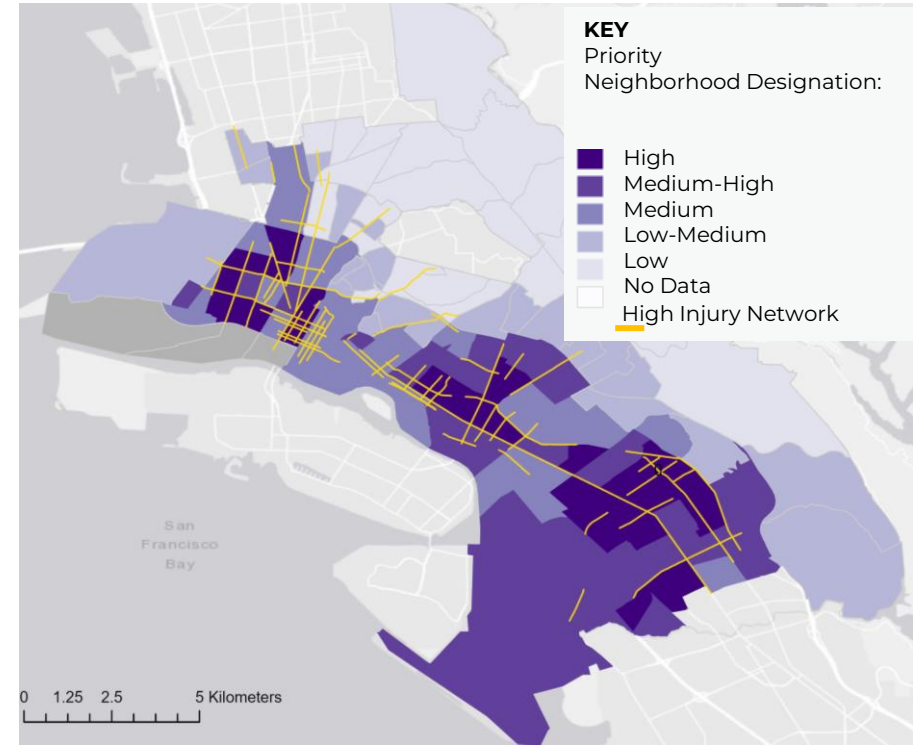 KEY
Priority
Neighborhood Designation:
High
Medium-High
Medium
Low-Medium
Low
No Data
High Injury Network
San
Francisco
Bay
0 1.25 2.5 5 Kilometers